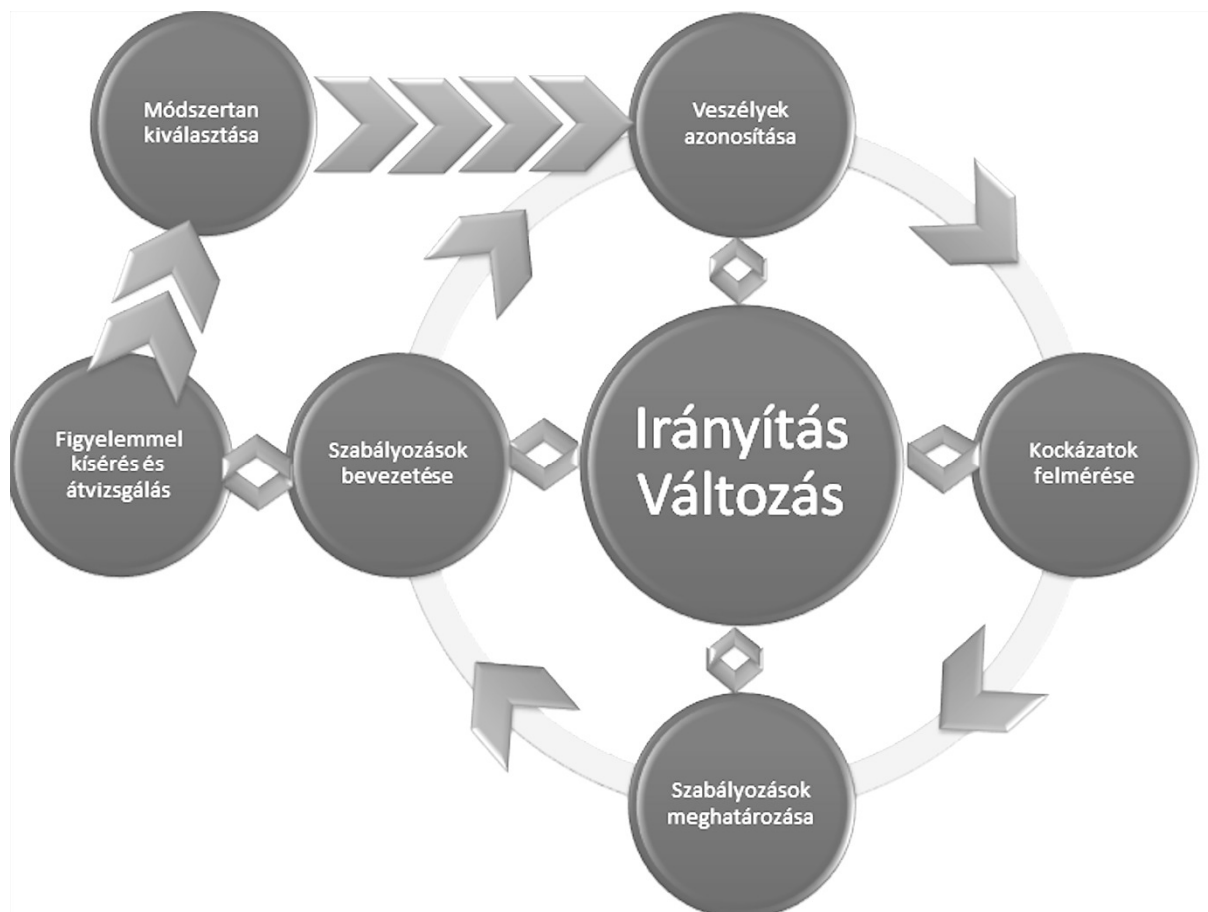 Módszertan
kiválasztása
Veszélyek
azonosítása
Figyelemmel
kísérés és
átvizsgálás
Szabályozások
bevezetése
Irányítás
Változás
Kockázatok
felmérése
Szabályozások
meghatározása